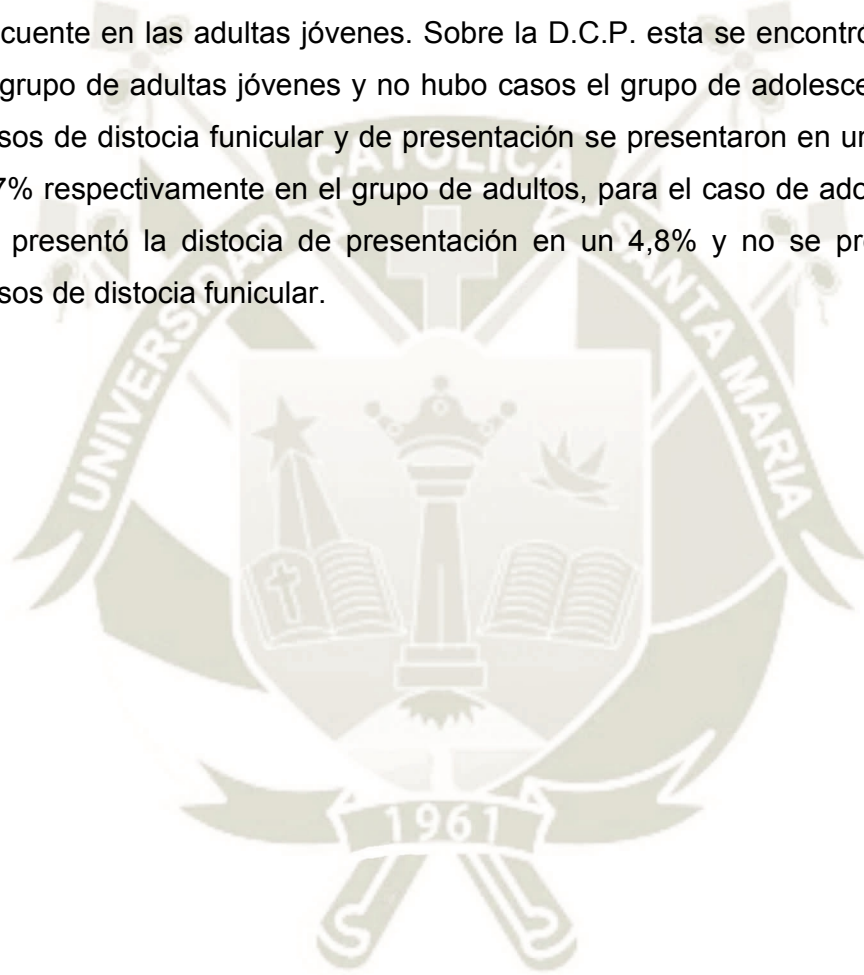 cuente en las adultas jóvenes. Sobre la D.C.P. esta se encontró
grupo de adultas jóvenes y no hubo casos el grupo de adolesce
sos de distocia funicular y de presentación se presentaron en un
7% respectivamente en el grupo de adultos, para el caso de ado
presentó la distocia de presentación en un 4,8% y no se pr
sos de distocia funicular.
UNIVERSIDAD CATOLICA SANTA MARIA
1961